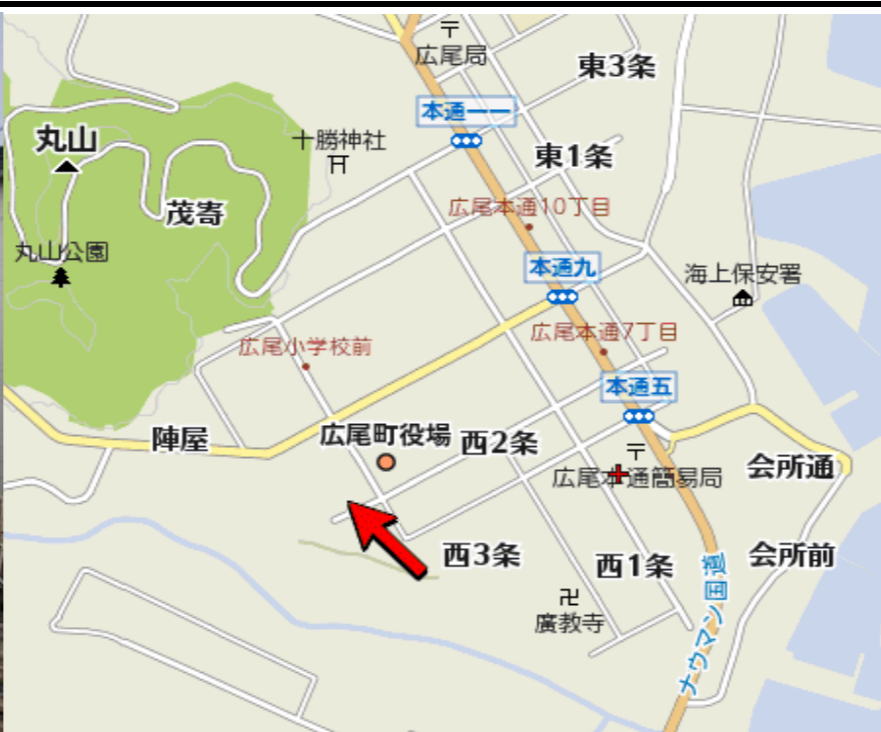 〒
広尾局
東3条
本通一一
丸山
十勝神社
東1条
茂寄
広尾本通10丁目
丸山公園
本通九
海上保安署
広尾小学校前
広尾本通7丁目
本通五
陣屋
広尾町役場
西2条
〒
広尾本通簡易局
会所通
西3条
西1条
会所前
卍
廣教寺
ナウマン国道